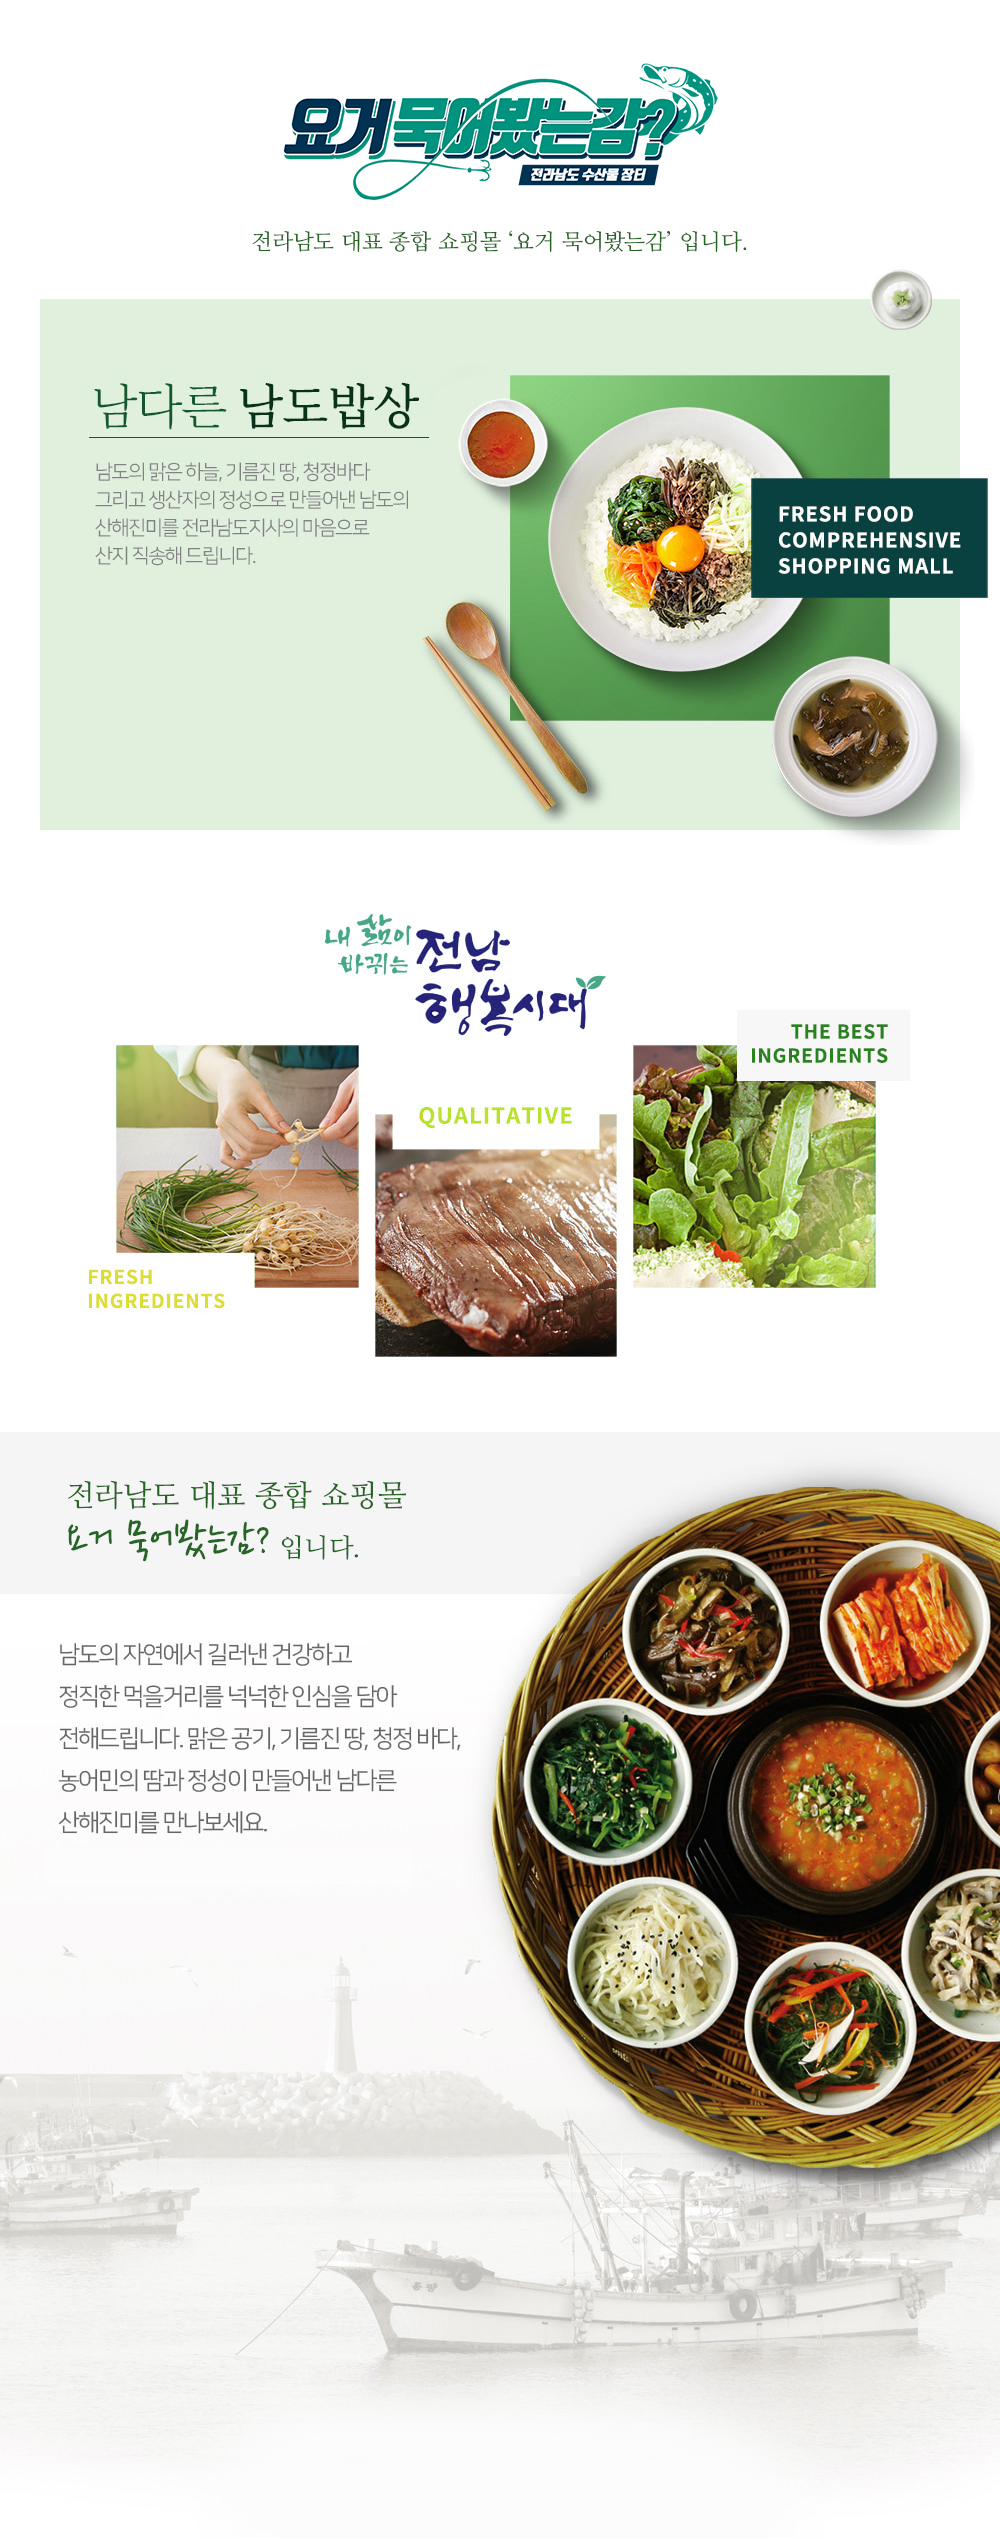 요거 묵어봤는감?
전라남도 수산물 장터
전라남도 대표 종합 쇼핑몰 ‘요거 묵어봤는감’ 입니다.
남다른 남도밥상
남도의 맑은 하늘, 기름진 땅, 청정바다
그리고 생산자의 정성으로 만들어낸 남도의
산해진미를 전라남도지사의 마음으로
산지 직송해 드립니다.
FRESH FOOD
COMPREHENSIVE
SHOPPING MALL
내 삶이
바뀌는
전남
행복시대
THE BEST
INGREDIENTS
QUALITATIVE
FRESH
INGREDIENTS
전라남도 대표 종합 쇼핑몰
요거 묵어봤는감? 입니다.
남도의 자연에서 길러낸 건강하고
정직한 먹을거리를 넉넉한 인심을 담아
전해드립니다. 맑은 공기, 기름진 땅, 청정 바다,
농어민의 땀과 정성이 만들어낸 남다른
산해진미를 만나보세요.